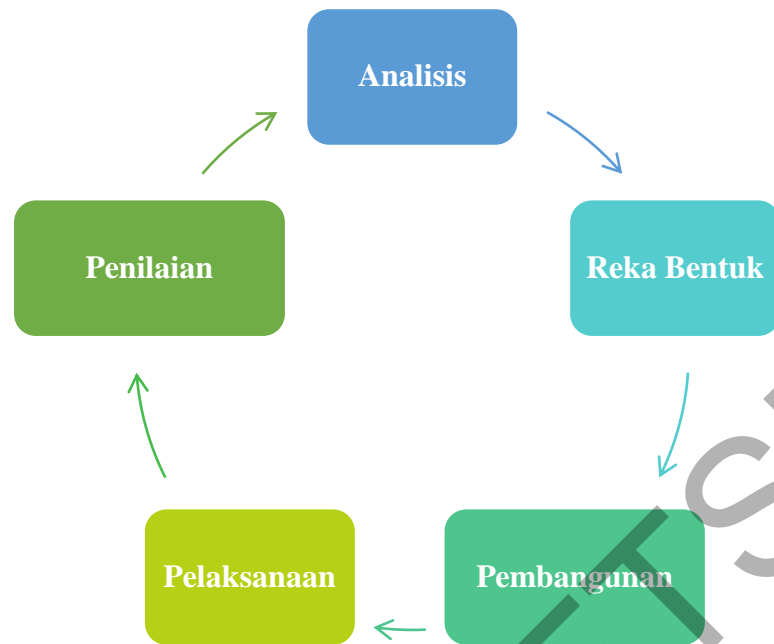 Analisis
Reka Bentuk
Pembangunan
Pelaksanaan
Penilaian